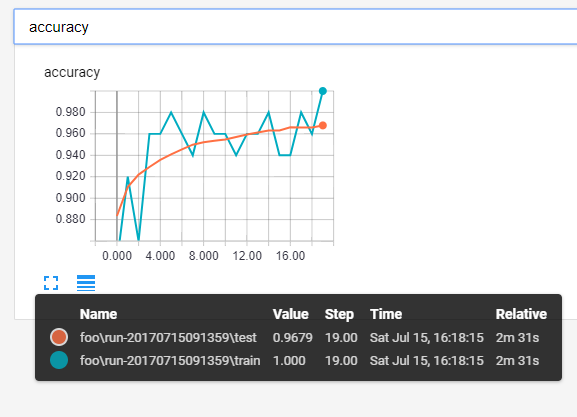 accuracy
accuracy
0.980
0.960
0.940
0.920
0.900
0.880
0.000 4.000 8.000 12.00 16.00
Name Value Step Time Relative
foo\run-20170715091359\test 0.9679 19.00 Sat Jul 15, 16:18:15 2m 31s
foo\run-20170715091359\train 1.000 19.00 Sat Jul 15, 16:18:15 2m 31s